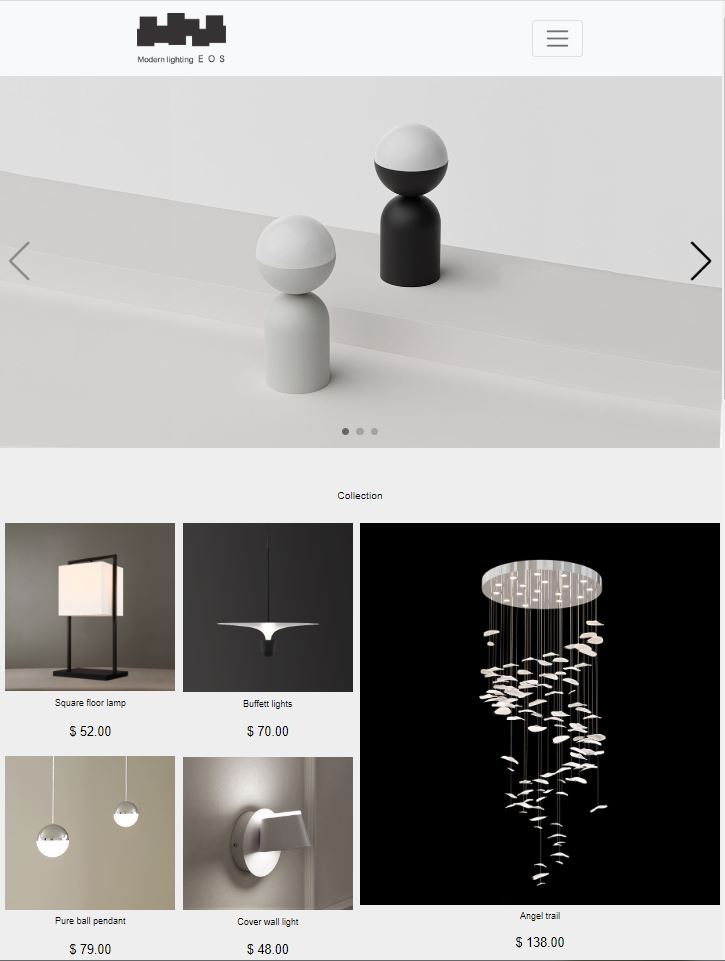 Modern lighting E O S
Collection
Square floor lamp
$ 52.00
Buffett lights
$ 70.00
Pure ball pendant
$ 79.00
Cover wall light
$ 48.00
Angel trail
$ 138.00